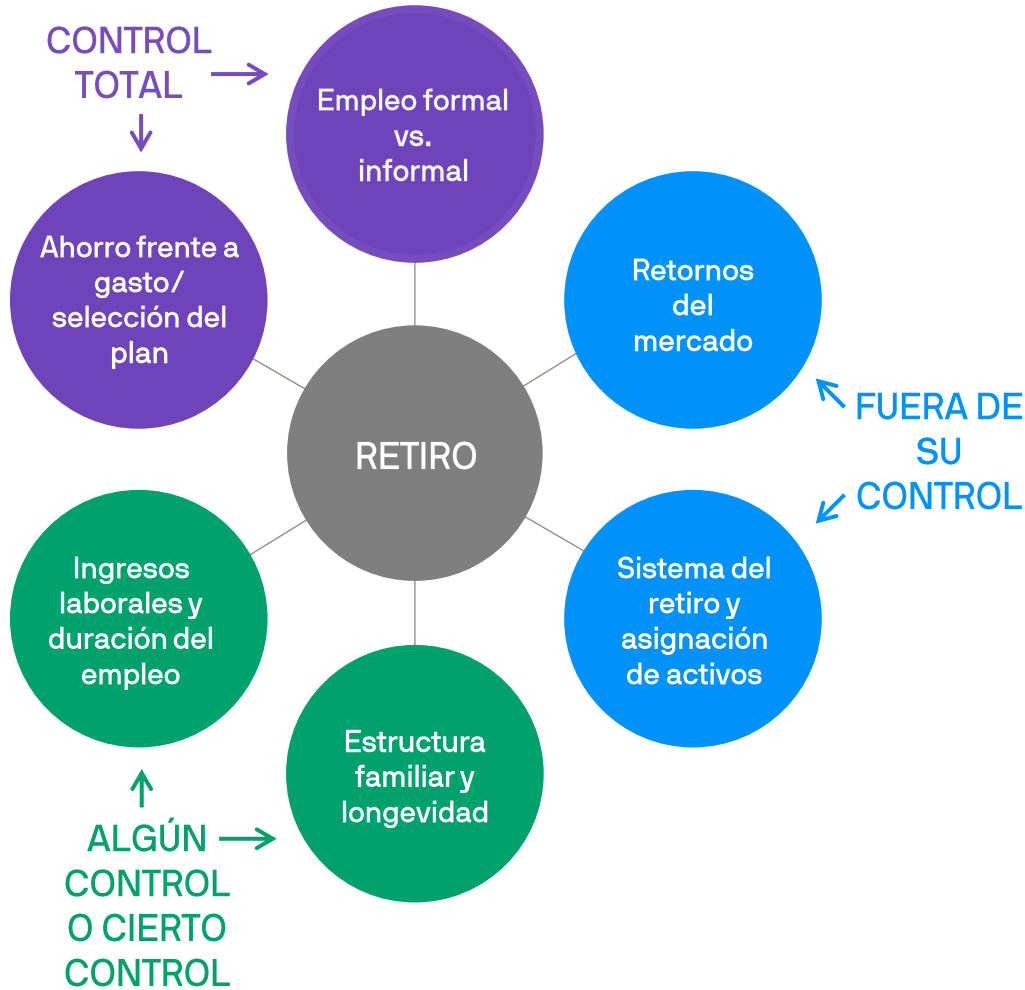 CONTROL
TOTAL
Empleo formal
vs.
informal
Ahorro frente a
gasto/
selección del
plan
Retornos
del
mercado
FUERA DE
SU
CONTROL
RETIRO
Ingresos
laborales y
duración del
empleo
Sistema del
retiro y
asignación
de activos
Estructura
familiar y
longevidad
ALGÚN
CONTROL
O CIERTO
CONTROL